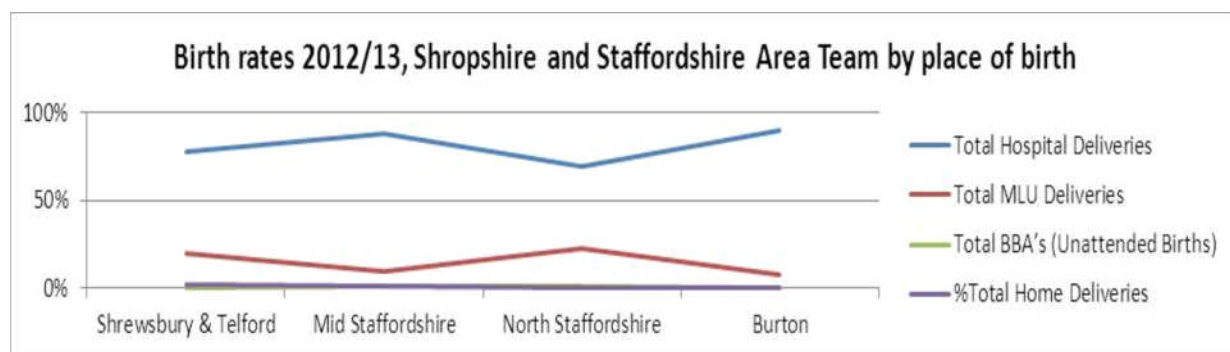 Birth rates 2012/13, Shropshire and Staffordshire Area Team by place of birth
100%
50%
0%
Shrewsbury & Telford
Mid Staffordshire
North Staffordshire
Burton
Total Hospital Deliveries
Total MLU Deliveries
Total BBA's (Unattended Births)
%Total Home Deliveries